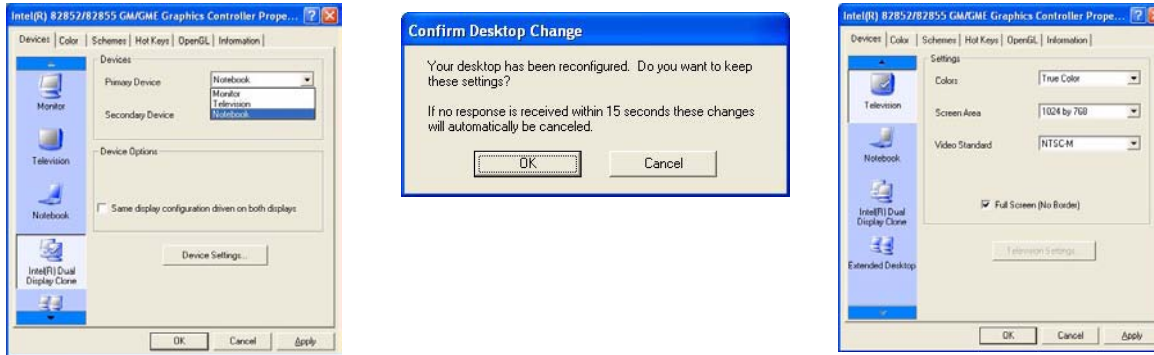 Intel(R) 82852/82855 GM/GME Graphics Controller Prope...
Devices Color Schemes Hot Keys OpenGL Information
Monitor
Television
Notebook
Intel(R) Dual
Display Clone
Devices
Primary Device
Notebook
Monitor
Television
Notebook
Secondary Device
Device Options
Same display configuration driven on both displays
Device Settings...
OK Cancel Apply
Confirm Desktop Change
Your desktop has been reconfigured. Do you want to keep
these settings?
If no response is received within 15 seconds these changes
will automatically be canceled.
OK Cancel
Intel(R) 82852/82855 GM/GME Graphics Controller Prope...
Devices Color Schemes Hot Keys OpenGL Information
Television
Notebook
Intel(R) Dual
Display Clone
Extended Desktop
Settings
Colors True Color
Screen Area 1024 by 768
Video Standard NTSC-M
Full Screen (No Border)
Television Settings...
OK Cancel Apply